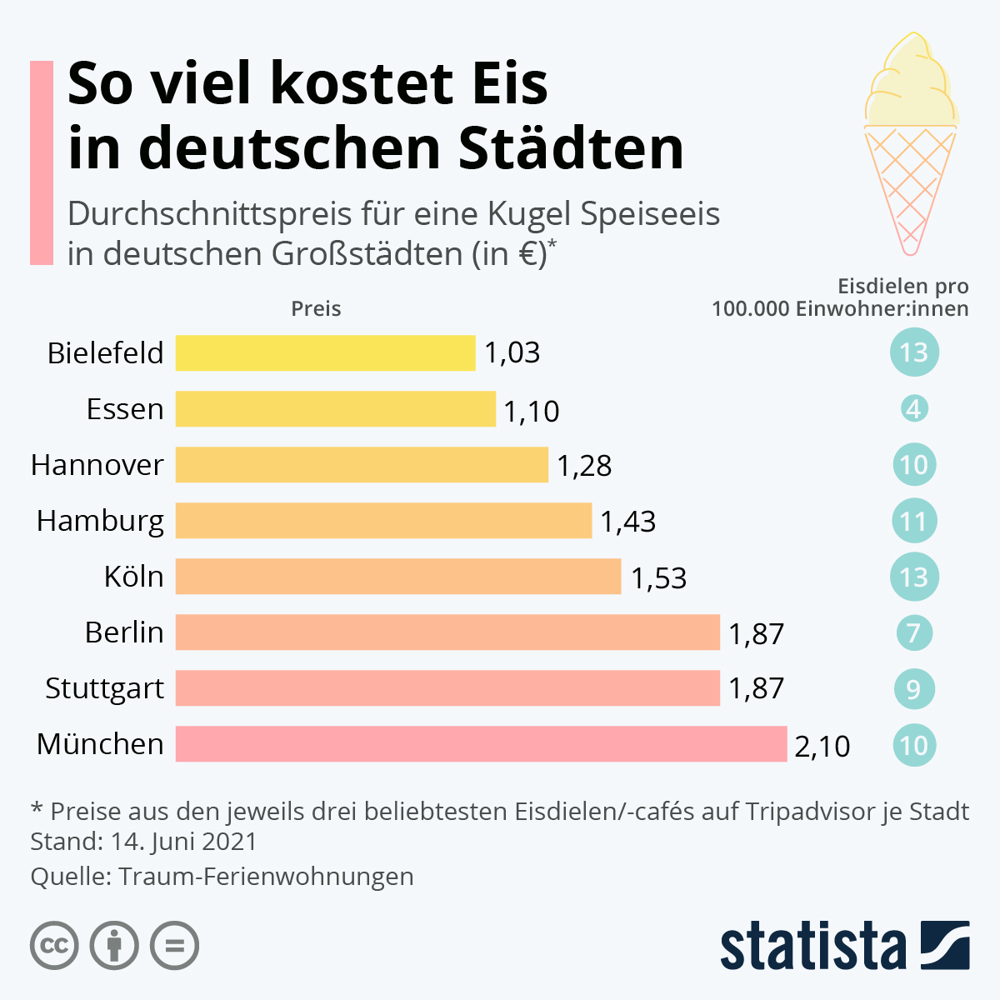 So viel kostet Eis
in deutschen Städten
Durchschnittspreis für eine Kugel Speiseeis
in deutschen Großstädten (in €)*
Preis
Eisdielen pro
100.000 Einwohner:innen
Bielefeld 1,03 13
Essen 1,10 4
Hannover 1,28 10
Hamburg 1,43 11
Köln 1,53 13
Berlin 1,87 7
Stuttgart 1,87 9
München 2,10 10
* Preise aus den jeweils drei beliebtesten Eisdielen/-cafés auf Tripadvisor je Stadt
Stand: 14. Juni 2021
Quelle: Traum-Ferienwohnungen
cc = statista